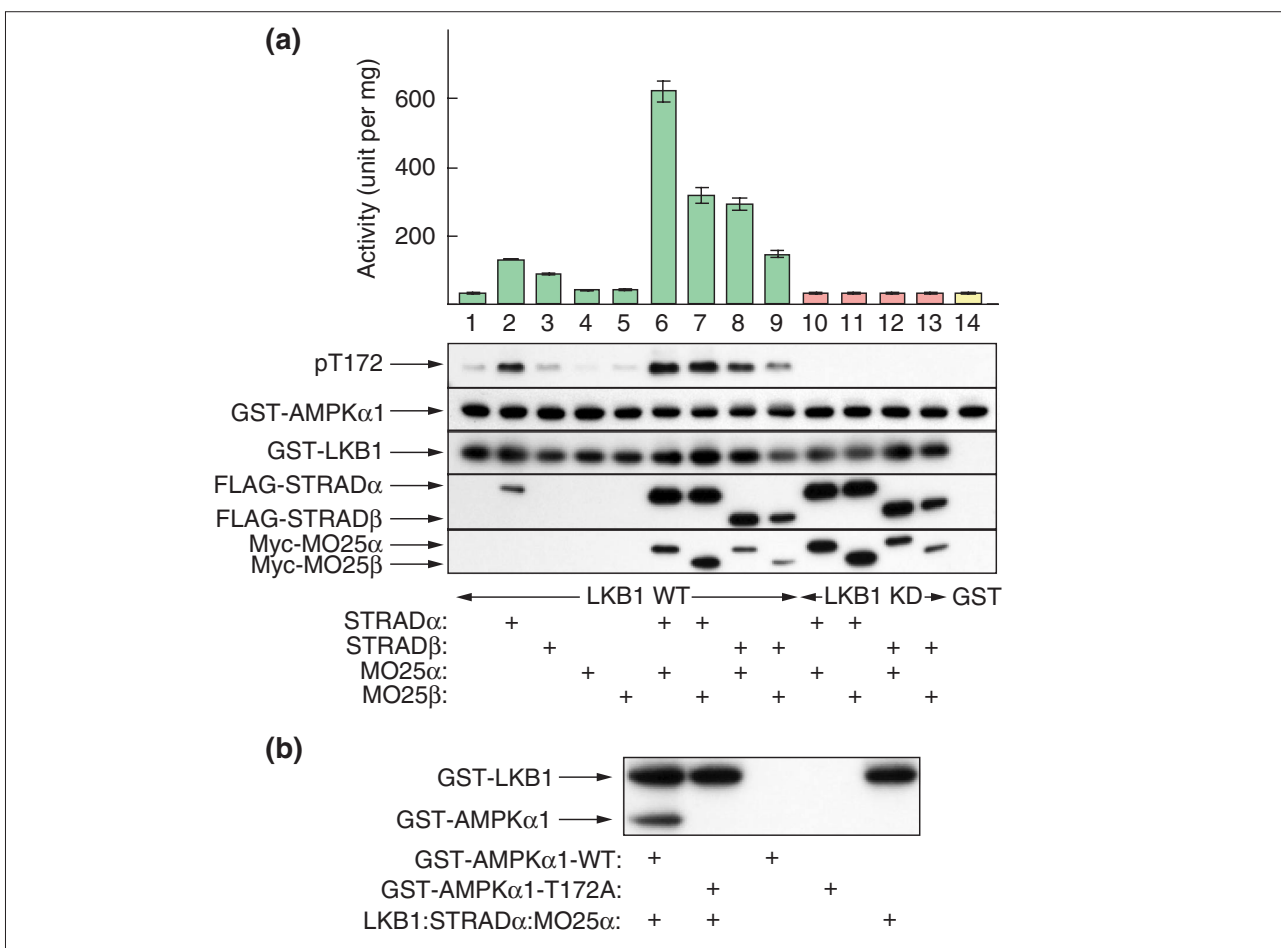 (a)
Activity (unit per mg)
600
400
200
1 2 3 4 5 6 7 8 9 10 11 12 13 14
pT172
GST-AMPKα1
GST-LKB1
FLAG-STRADα
FLAG-STRADβ
Myc-MO25α
Myc-MO25β
LKB1 WT LKB1 KD GST
STRADα: + + + + +
STRADβ: + + + + +
MO25α: + + + + +
MO25β: + + + + +
(b)
GST-LKB1
GST-AMPKα1
GST-AMPKα1-WT: + +
GST-AMPKα1-T172A: + +
LKB1:STRADα:MO25α: + + +